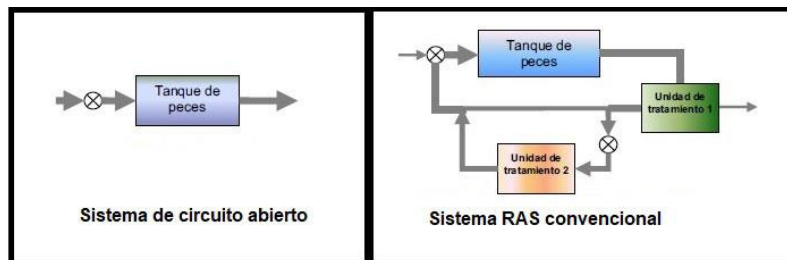 Tanque de
peces
Sistema de circuito abierto
Tanque de
peces
Unidad de
tratamiento 1
Unidad de
tratamiento 2
Sistema RAS convencional